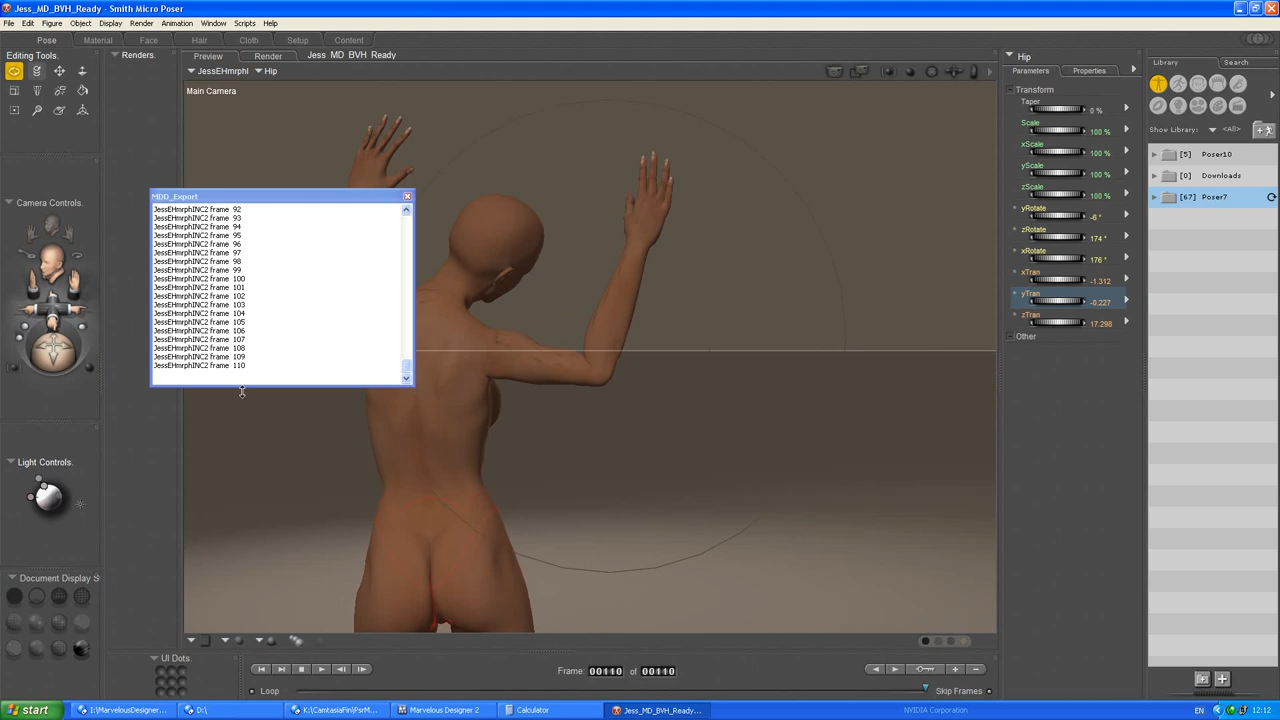 Jess_MD_BVH_Ready - Smith Micro Poser
File Edit Figure Object Display Render Animation Window Scripts Help
Pose Material Face Hair Cloth Setup Content
Editing Tools.
Renders.
Preview Render Jess MD BVH Ready
JessEHmrphI Hip
Main Camera
MDD_Export
JessEHmrphINC2 frame 92
JessEHmrphINC2 frame 93
JessEHmrphINC2 frame 94
JessEHmrphINC2 frame 95
JessEHmrphINC2 frame 96
JessEHmrphINC2 frame 97
JessEHmrphINC2 frame 98
JessEHmrphINC2 frame 99
JessEHmrphINC2 frame 100
JessEHmrphINC2 frame 101
JessEHmrphINC2 frame 102
JessEHmrphINC2 frame 103
JessEHmrphINC2 frame 104
JessEHmrphINC2 frame 105
JessEHmrphINC2 frame 106
JessEHmrphINC2 frame 107
JessEHmrphINC2 frame 108
JessEHmrphINC2 frame 109
JessEHmrphINC2 frame 110
Camera Controls.
Light Controls.
Document Display S
UI Dots.
Frame: 00110 of 00110
Loop
Skip Frames
Hip
Parameters Properties
Transform
Taper 0 %
Scale 100 %
xScale 100 %
yScale 100 %
zScale 100 %
yRotate -6 °
zRotate 174 °
xRotate 176 °
xTran -1.312
yTran -0.227
zTran 17.298
Other
Library Search
Show Library: <All>
[5] Poser10
[0] Downloads
[67] Poser7
start I:\MarvelousDesigner... D:\ K:\CamtasiaFin\PsrM... Marvelous Designer 2 Calculator Jess_MD_BVH_Ready... NVIDIA Corporation EN 12:12